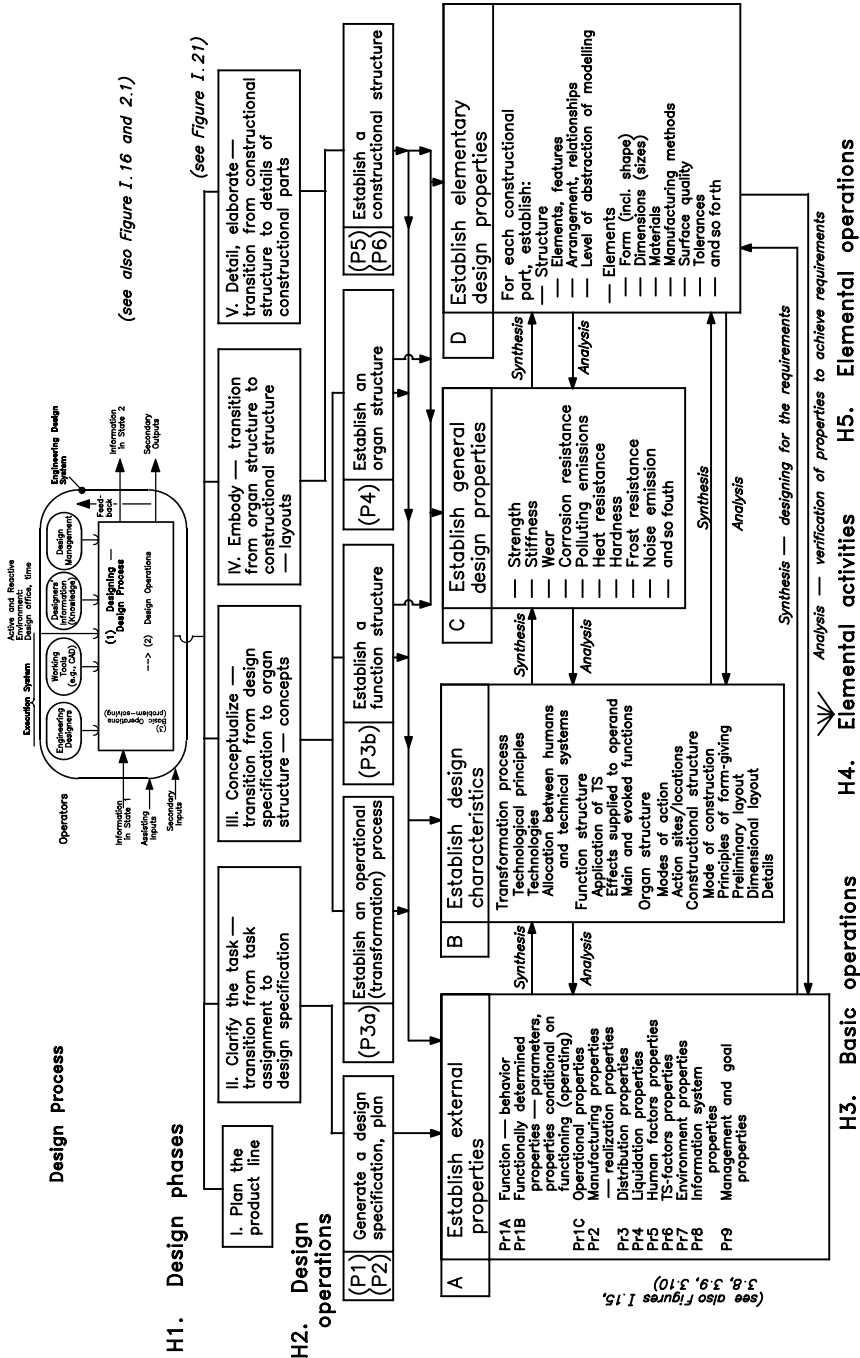 Design Process
(see also Figure I.16 and 2.1)
Execution System
Active and Reactive
Environment:
Design office, time
Operators
Engineering
Designers
Working
Tools
(e.g., CAD)
Designers'
Information
(Knowledge)
Design
Management
Engineering Design
System
Feed-
back
Information
in State 1
Assisting
Inputs
Secondary
Inputs
(1) Designing —
Design Process
---> (2) Design Operations
(3)
Basic Operations
(problem-solving)
Information
in State 2
Secondary
Outputs
H1. Design phases
(see Figure I.21)
I. Plan the
product line
II. Clarify the task —
transition from task
assignment to
design specification
III. Conceptualize —
transition from design
specification to organ
structure — concepts
IV. Embody — transition
from organ structure to
constructional structure
— layouts
V. Detail, elaborate —
transition from constructional
structure to details of
constructional parts
H2. Design
operations
(P1)
(P2)
Generate a design
specification, plan
(P3a)
Establish an operational
(transformation) process
(P3b)
Establish a
function structure
(P4)
Establish an
organ structure
(P5)
(P6)
Establish a
constructional structure
A
Establish external
properties
Pr1A Function — behavior
Pr1B Functionally determined
properties — parameters,
properties conditional on
functioning (operating)
Pr1C Operational properties
Pr2 Manufacturing properties
— realization properties
Pr3 Distribution properties
Pr4 Liquidation properties
Pr5 Human factors properties
Pr6 TS-factors properties
Pr7 Environment properties
Pr8 Information system
properties
Pr9 Management and goal
properties
(see also Figures I.15,
3.8, 3.9, 3.10)
Synthesis
Analysis
B
Establish design
characteristics
Transformation process
Technological principles
Technologies
Allocation between humans
and technical systems
Function structure
Application of TS
Effects supplied to operand
Main and evoked functions
Organ structure
Modes of action
Action sites/locations
Constructional structure
Mode of construction
Principles of form-giving
Preliminary layout
Dimensional layout
Details
Synthesis
Analysis
C
Establish general
design properties
— Strength
— Stiffness
— Wear
— Corrosion resistance
— Polluting emissions
— Heat resistance
— Hardness
— Frost resistance
— Noise emission
— and so fouth
Synthesis
Analysis
D
Establish elementary
design properties
For each constructional
part, establish:
— Structure
— Elements, features
— Arrangement, relationships
— Level of abstraction of modelling
— Elements
— Form (incl. shape)
— Dimensions (sizes)
— Materials
— Manufacturing methods
— Surface quality
— Tolerances
— and so forth
Synthesis
Analysis
Synthesis — designing for the requirements
Analysis — verification of properties to achieve requirements
H3. Basic operations
H4. Elemental activities
H5. Elemental operations